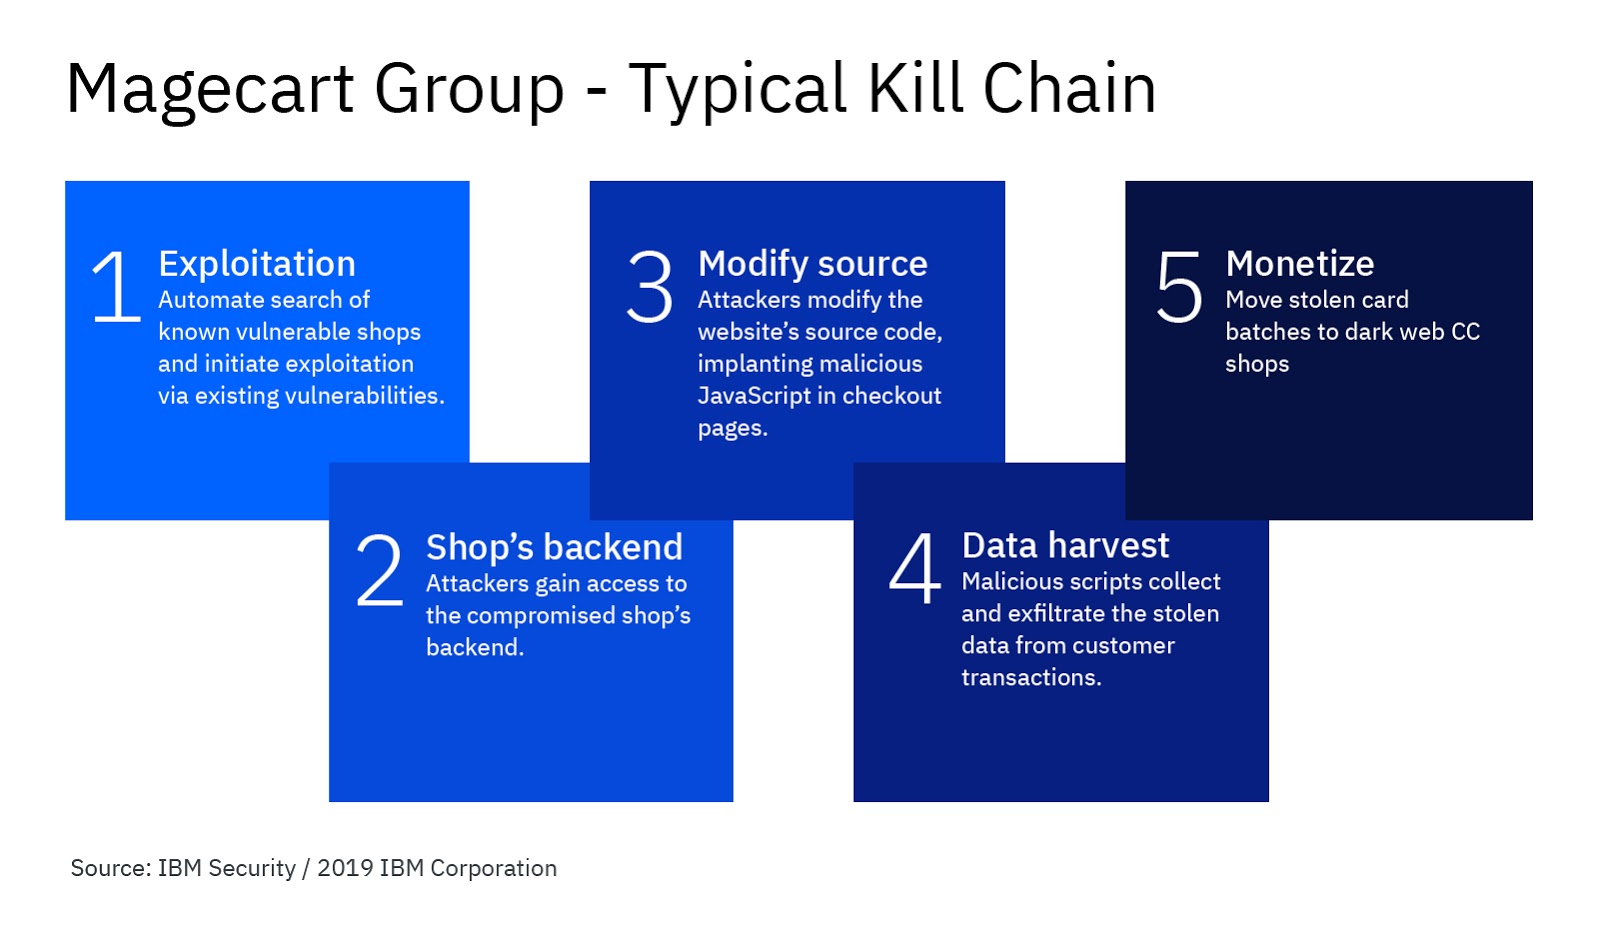 Magecart Group - Typical Kill Chain
1
Exploitation
Automate search of
known vulnerable shops
and initiate exploitation
via existing vulnerabilities.
2
Shop’s backend
Attackers gain access to
the compromised shop’s
backend.
3
Modify source
Attackers modify the
website’s source code,
implanting malicious
JavaScript in checkout
pages.
4
Data harvest
Malicious scripts collect
and exfiltrate the stolen
data from customer
transactions.
5
Monetize
Move stolen card
batches to dark web CC
shops
Source: IBM Security / 2019 IBM Corporation